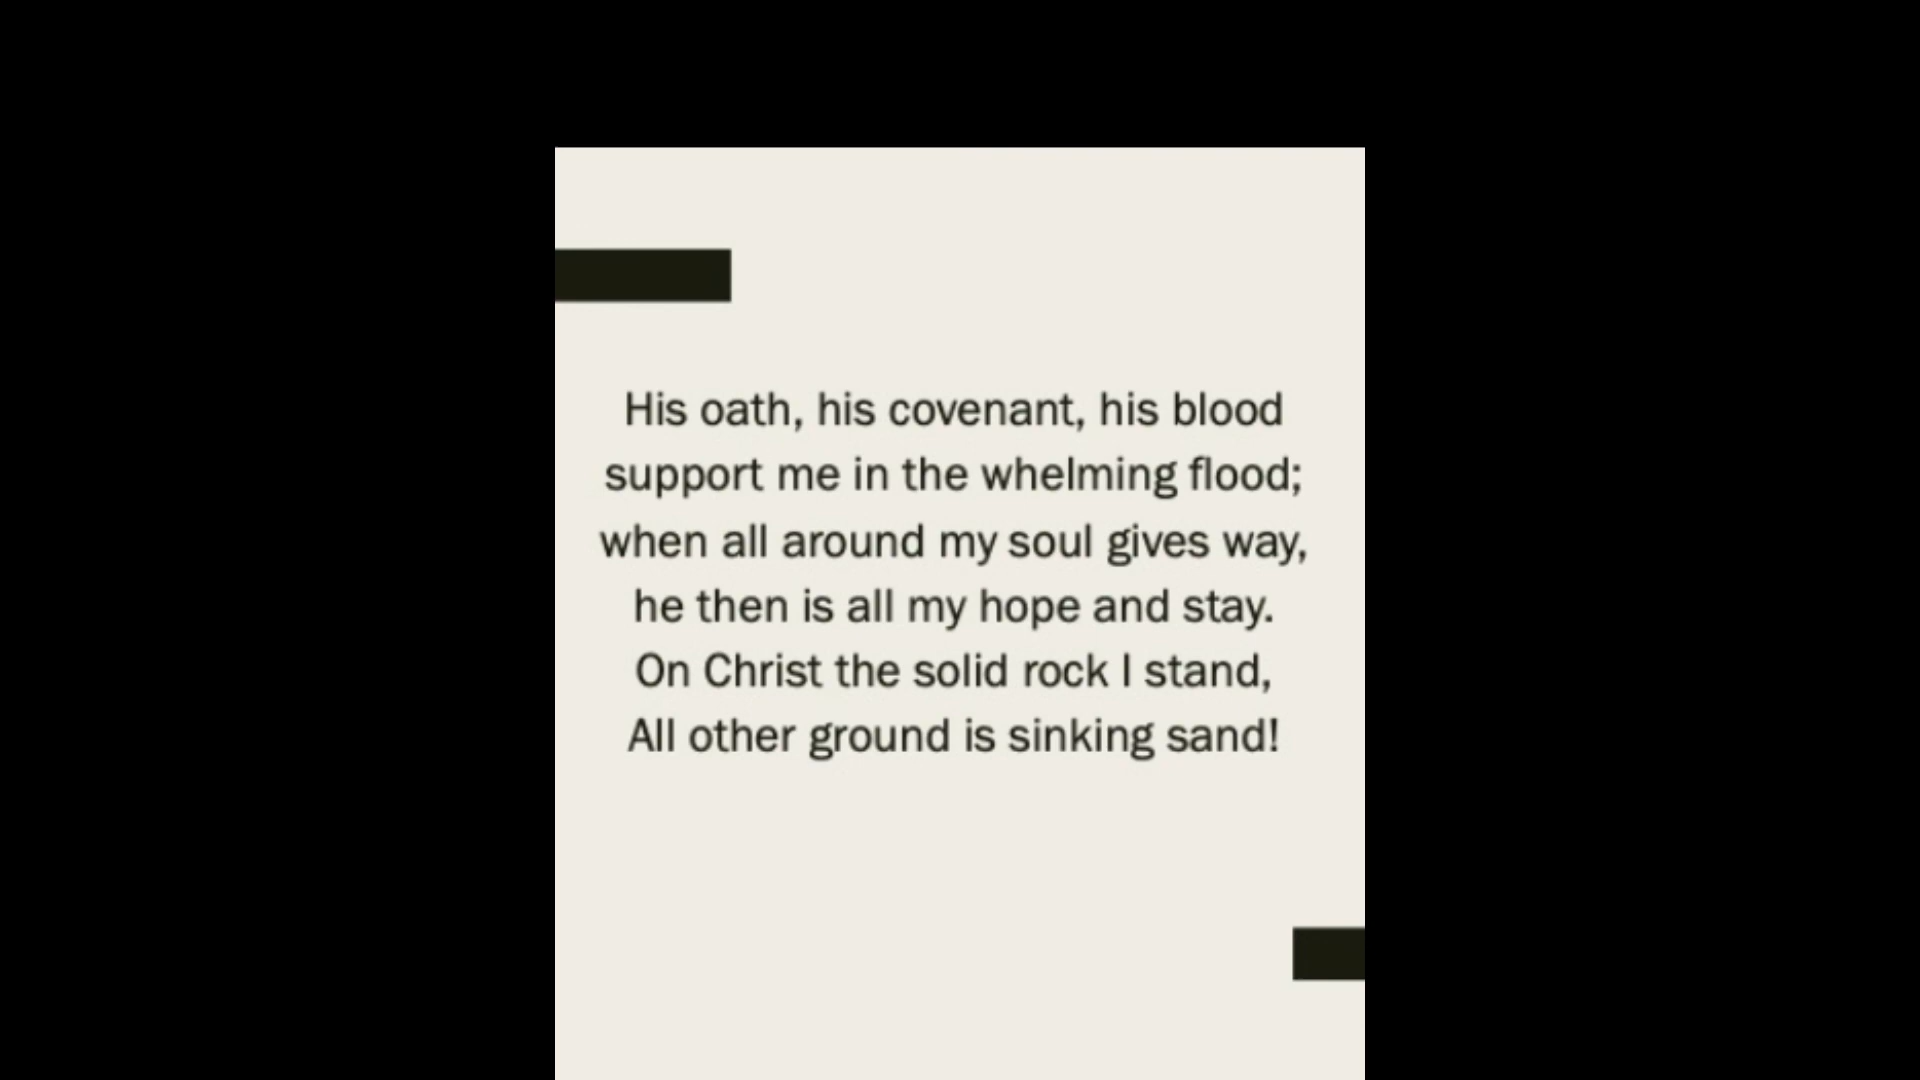 His oath, his covenant, his blood
support me in the whelming flood;
when all around my soul gives way,
he then is all my hope and stay.
On Christ the solid rock I stand,
All other ground is sinking sand!